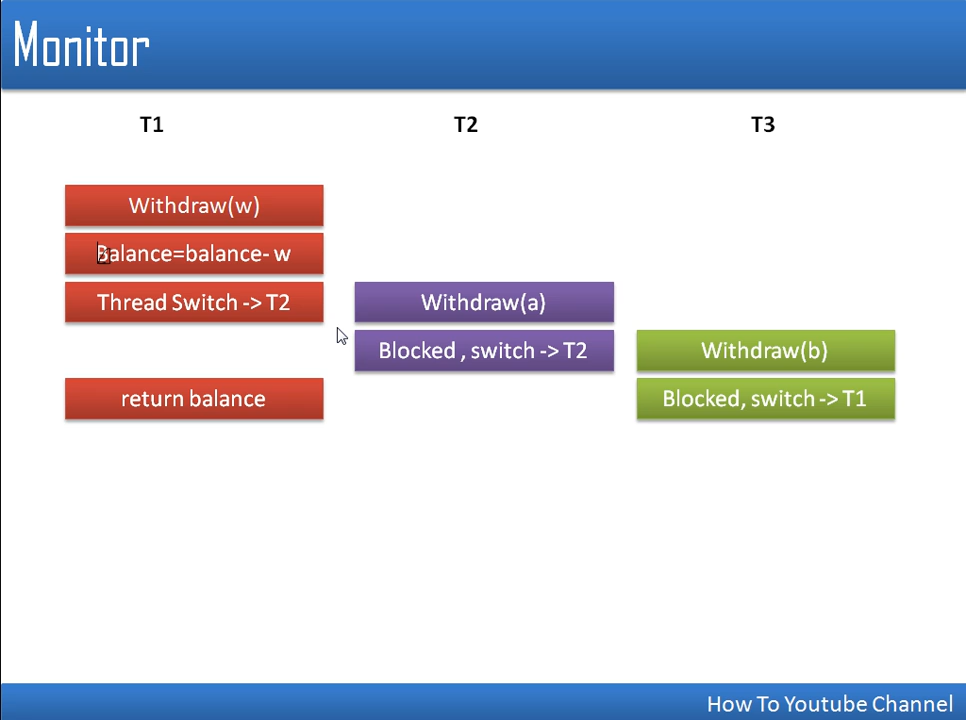 Monitor
T1 T2 T3
Withdraw(w)
Balance=balance- w
Thread Switch -> T2 Withdraw(a)
Blocked , switch -> T2 Withdraw(b)
return balance Blocked, switch -> T1
How To Youtube Channel